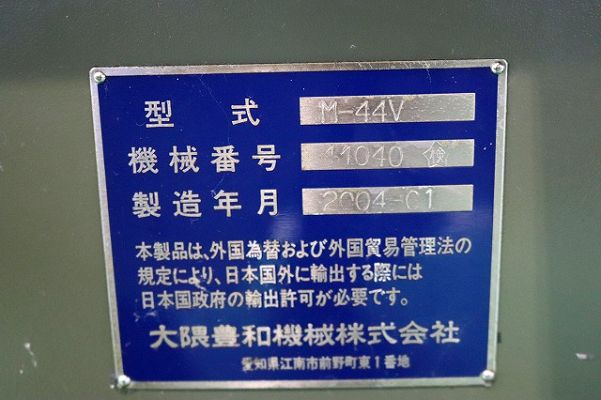 型式 M-44V
機械番号 41040 検
製造年月 2004-01
本製品は、外国為替および外国貿易管理法の
規定により、日本国外に輸出する際には
日本国政府の輸出許可が必要です。
大隈豊和機械株式会社
愛知県江南市前野町東1番地